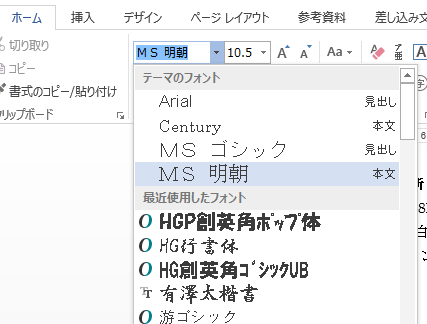 ホーム 挿入 デザイン ページ レイアウト 参考資料 差し込み文
切り取り
コピー
書式のコピー/貼り付け
リップボード
ＭＳ 明朝 10.5 A A Aa ア 亜 A
テーマのフォント
Arial 見出し
Century 本文
ＭＳ ゴシック 見出し
ＭＳ 明朝 本文
最近使用したフォント
O HGP創英角ﾎﾟｯﾌﾟ体
O HG行書体
O HG創英角ｺﾞｼｯｸUB
有澤太楷書
O 游ゴシック
6